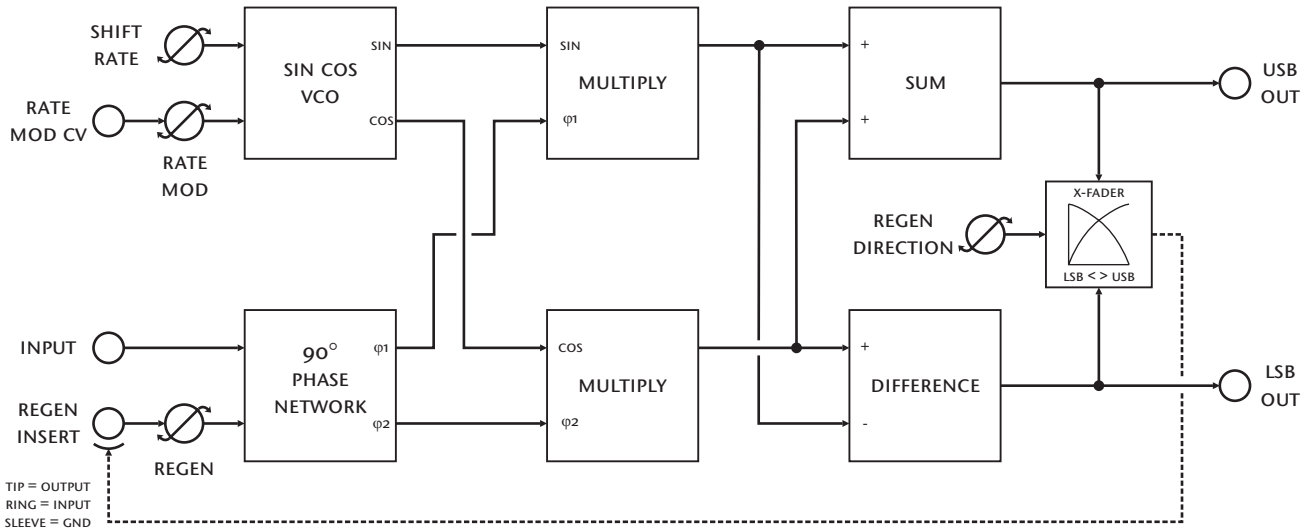 SHIFT
RATE
RATE
MOD CV
RATE
MOD
SIN COS
VCO
SIN
COS
SIN
MULTIPLY
φ1
+
SUM
+
USB
OUT
X-FADER
LSB < > USB
REGEN
DIRECTION
INPUT
REGEN
INSERT
REGEN
TIP = OUTPUT
RING = INPUT
SLEEVE = GND
90°
PHASE
NETWORK
φ1
φ2
COS
MULTIPLY
φ2
+
DIFFERENCE
-
LSB
OUT